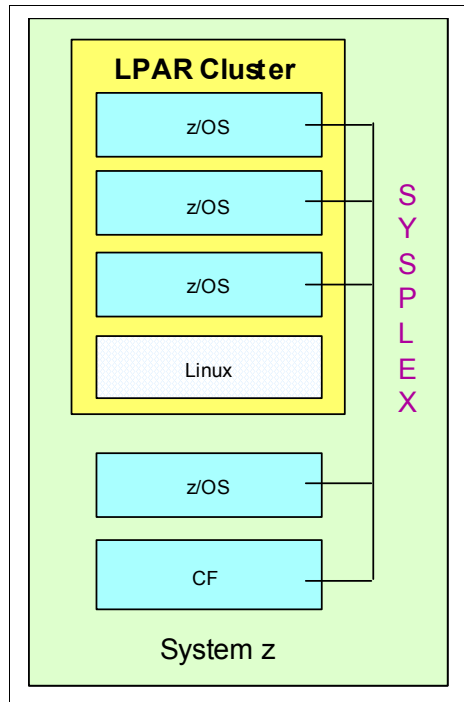 LPAR Cluster
z/OS
z/OS
z/OS
Linux
z/OS
CF
System z
S
Y
S
P
L
E
X